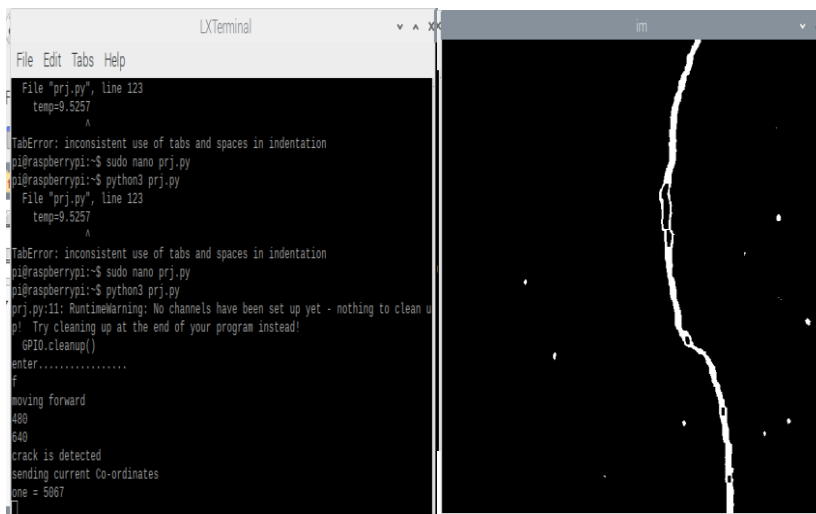 LXTerminal
File Edit Tabs Help
File "prj.py", line 123
temp=9.5257
^
TabError: inconsistent use of tabs and spaces in indentation
pi@raspberrypi:~$ sudo nano prj.py
pi@raspberrypi:~$ python3 prj.py
File "prj.py", line 123
temp=9.5257
^
TabError: inconsistent use of tabs and spaces in indentation
pi@raspberrypi:~$ sudo nano prj.py
pi@raspberrypi:~$ python3 prj.py
prj.py:11: RuntimeWarning: No channels have been set up yet - nothing to clean u
p! Try cleaning up at the end of your program instead!
GPIO.cleanup()
enter.................
f
moving forward
480
640
crack is detected
sending current Co-ordinates
one = 5067
im